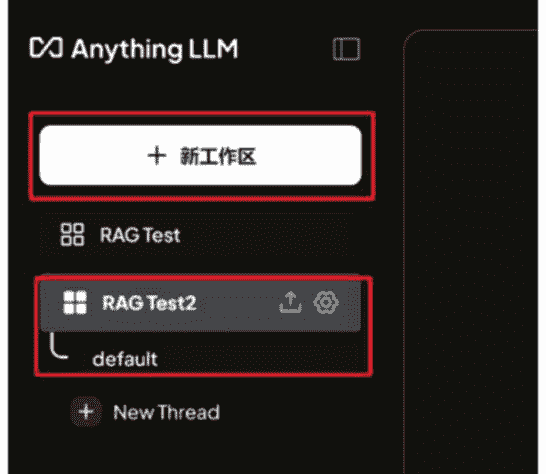 Anything LLM
+ 新工作区
RAG Test
RAG Test2
default
+ New Thread